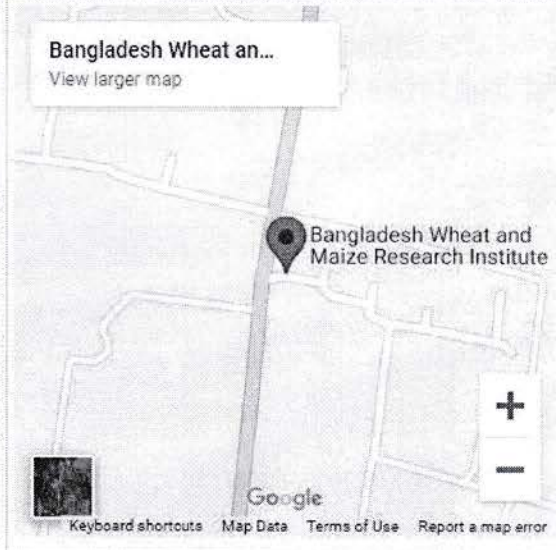 Bangladesh Wheat an...
View larger map
Bangladesh Wheat and
Maize Research Institute
+
−
Google
Keyboard shortcuts Map Data Terms of Use Report a map error